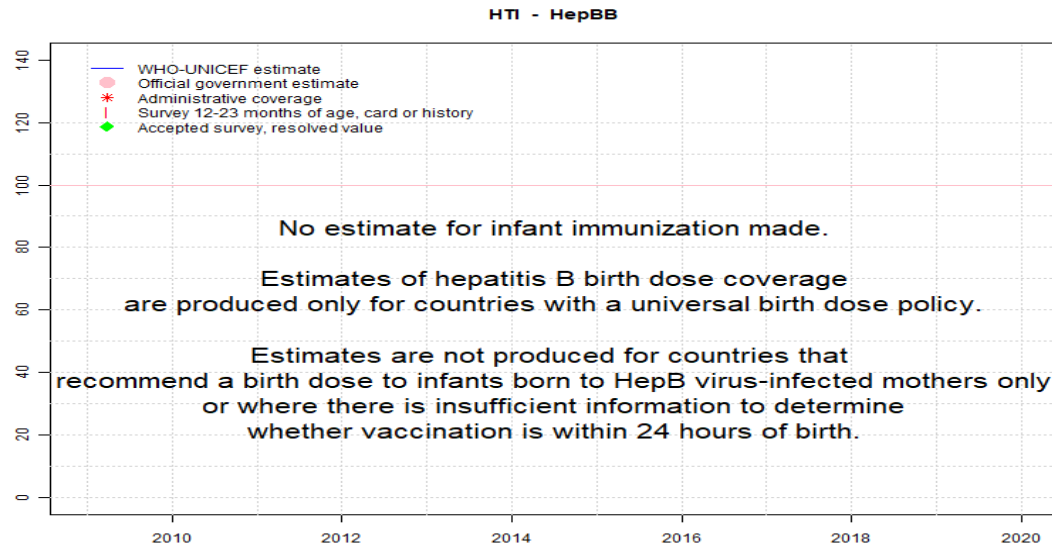 HTI - HepBB
140
120
100
80
60
40
20
0
WHO-UNICEF estimate
Official government estimate
Administrative coverage
Survey 12-23 months of age, card or history
Accepted survey, resolved value
No estimate for infant immunization made.
Estimates of hepatitis B birth dose coverage
are produced only for countries with a universal birth dose policy.
Estimates are not produced for countries that
recommend a birth dose to infants born to HepB virus-infected mothers only
or where there is insufficient information to determine
whether vaccination is within 24 hours of birth.
2010 2012 2014 2016 2018 2020